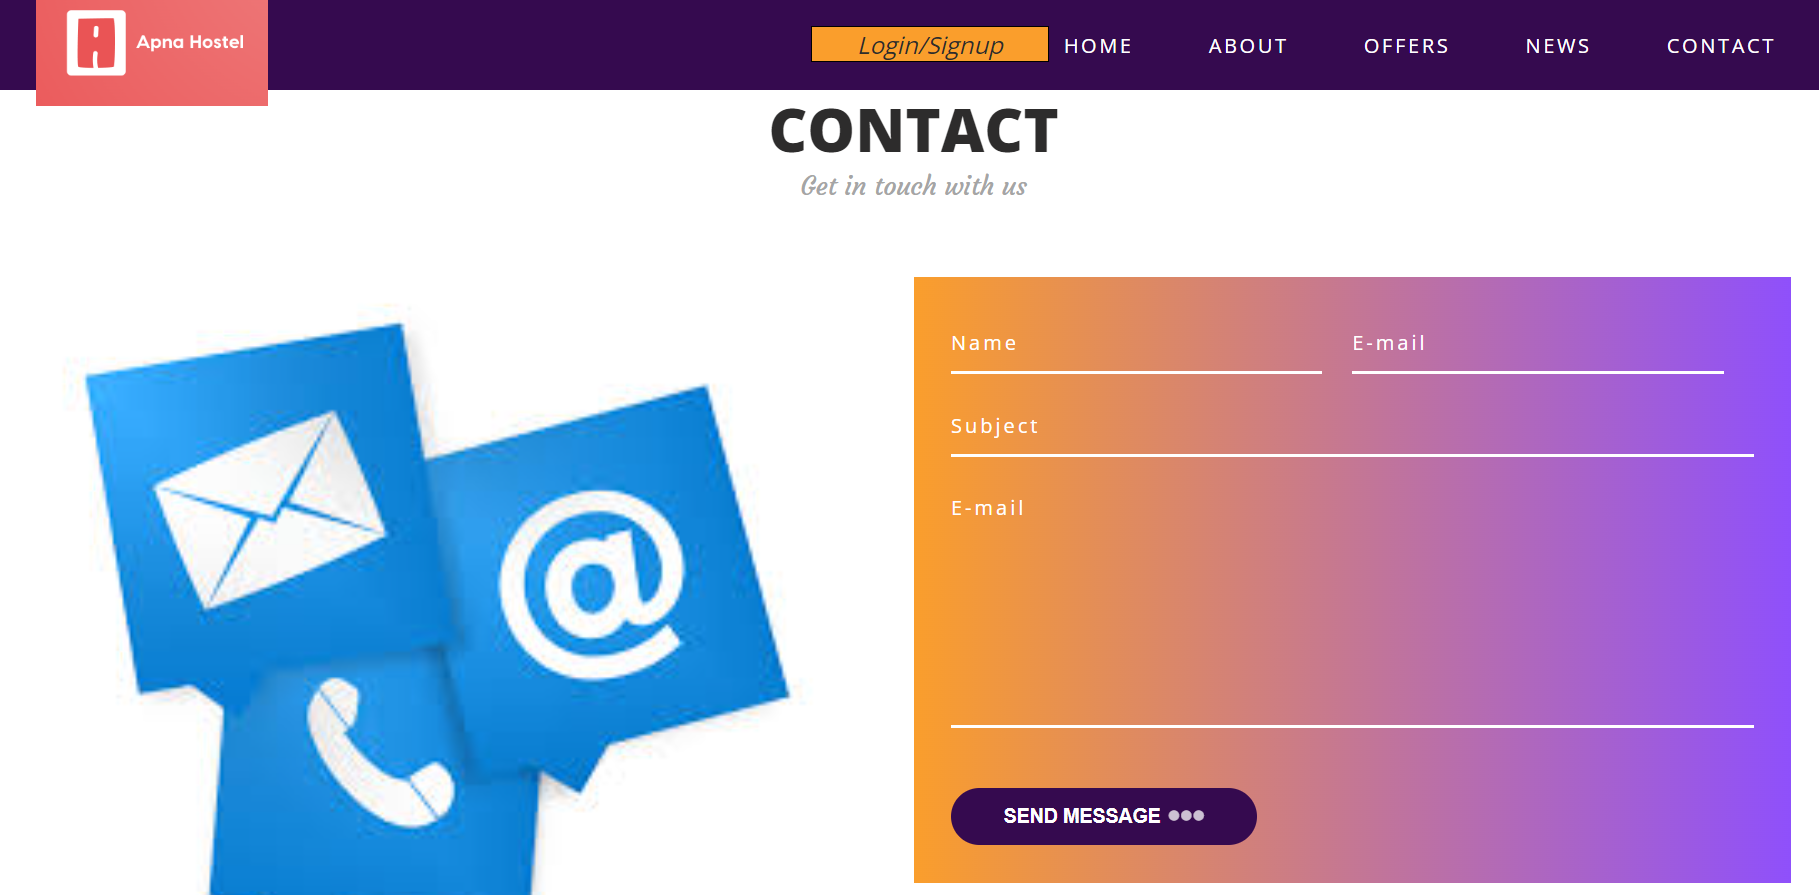 Apna Hostel
Login/Signup HOME ABOUT OFFERS NEWS CONTACT
CONTACT
Get in touch with us
Name E-mail
Subject
E-mail
@
SEND MESSAGE